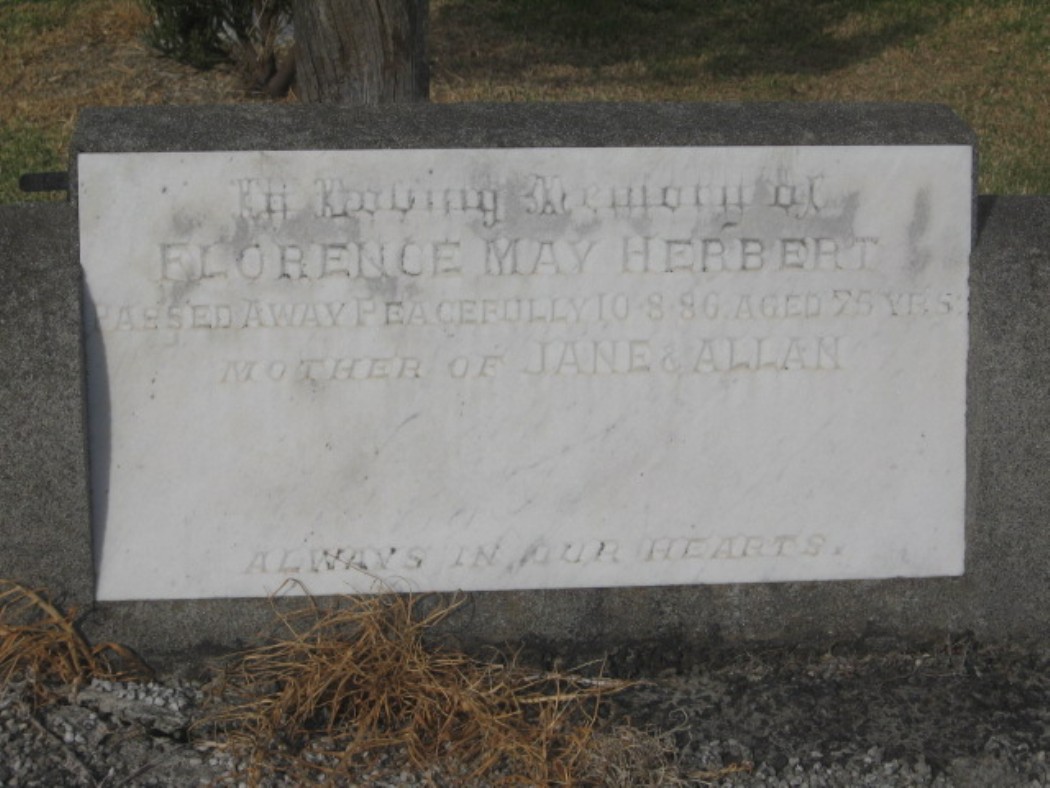 In Loving Memory of
FLORENCE MAY HERBERT
PASSED AWAY PEACEFULLY 10-8-86 AGED 75 YRS.
MOTHER OF JANE & ALLAN
ALWAYS IN OUR HEARTS.